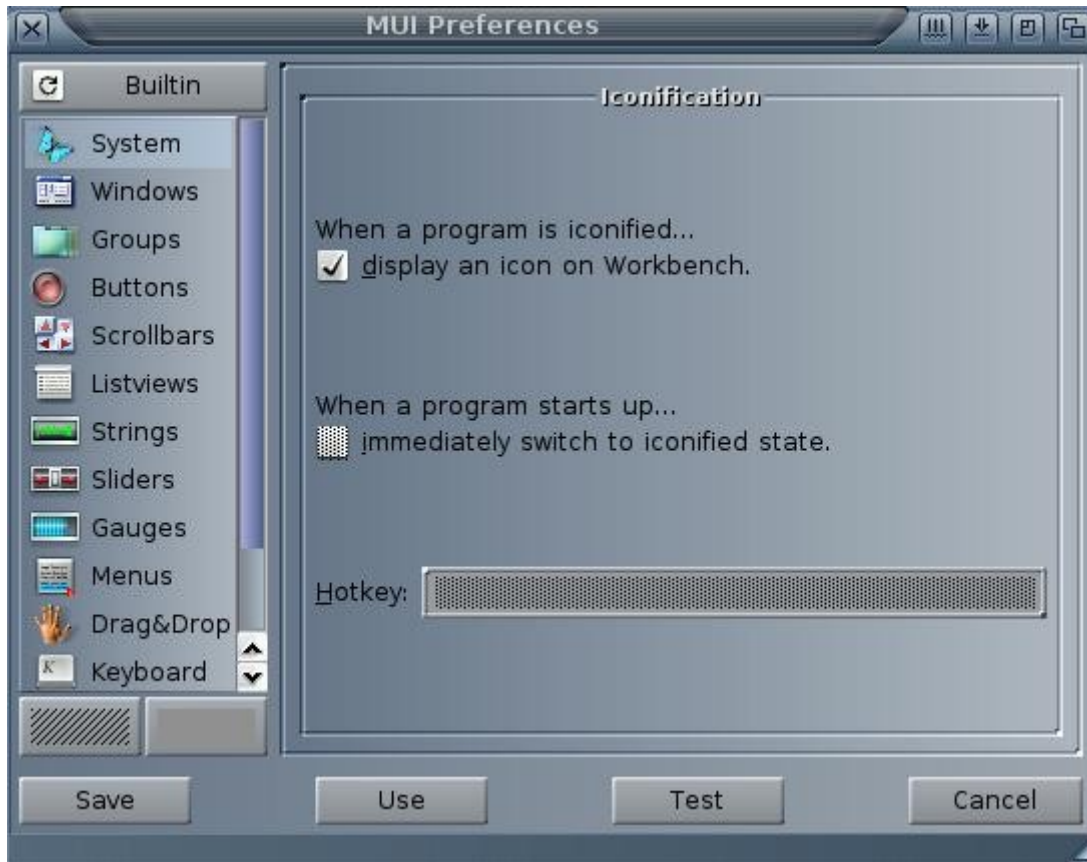 MUI Preferences
Builtin
System
Windows
Groups
Buttons
Scrollbars
Listviews
Strings
Sliders
Gauges
Menus
Drag&Drop
K
Keyboard
Iconification
When a program is iconified...
display an icon on Workbench.
When a program starts up...
immediately switch to iconified state.
Hotkey:
Save
Use
Test
Cancel